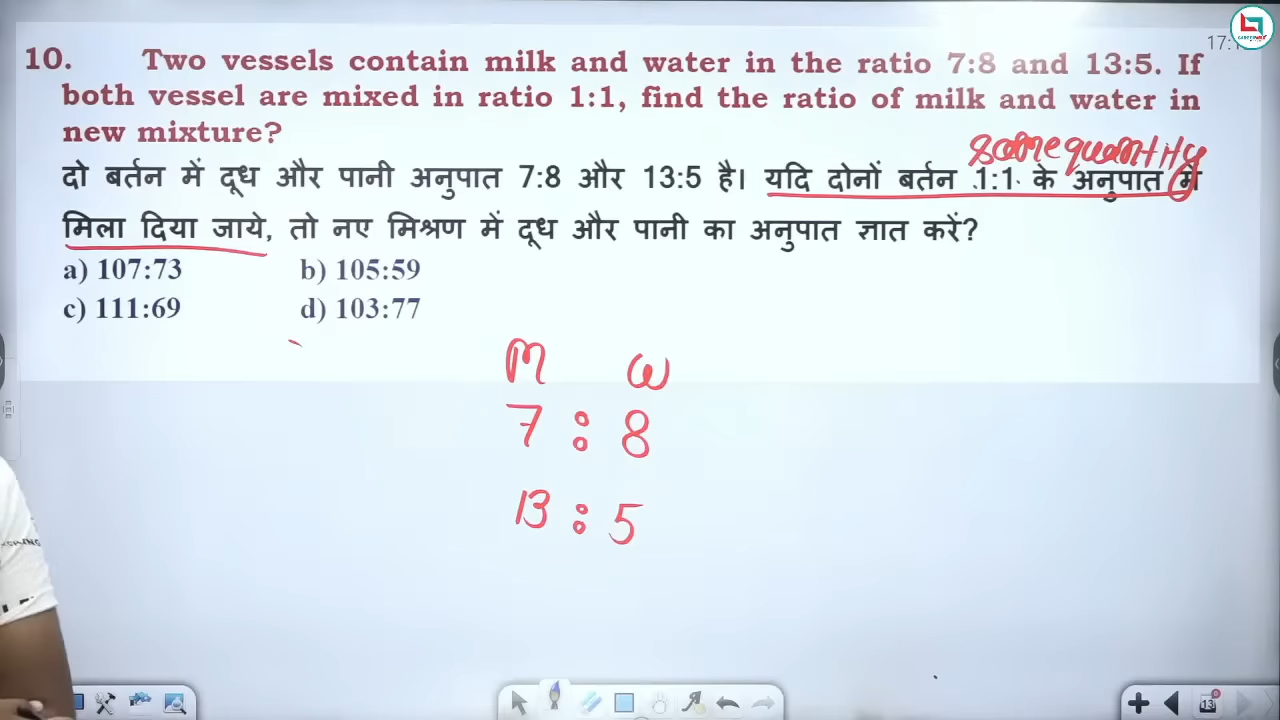 17:1
10. Two vessels contain milk and water in the ratio 7:8 and 13:5. If
both vessel are mixed in ratio 1:1, find the ratio of milk and water in
new mixture?
same quantity
दो बर्तन में दूध और पानी अनुपात 7:8 और 13:5 है। यदि दोनों बर्तन 1:1 के अनुपात में
मिला दिया जाये, तो नए मिश्रण में दूध और पानी का अनुपात ज्ञात करें?
a) 107:73 b) 105:59
c) 111:69 d) 103:77
M W
7 : 8
13 : 5
13